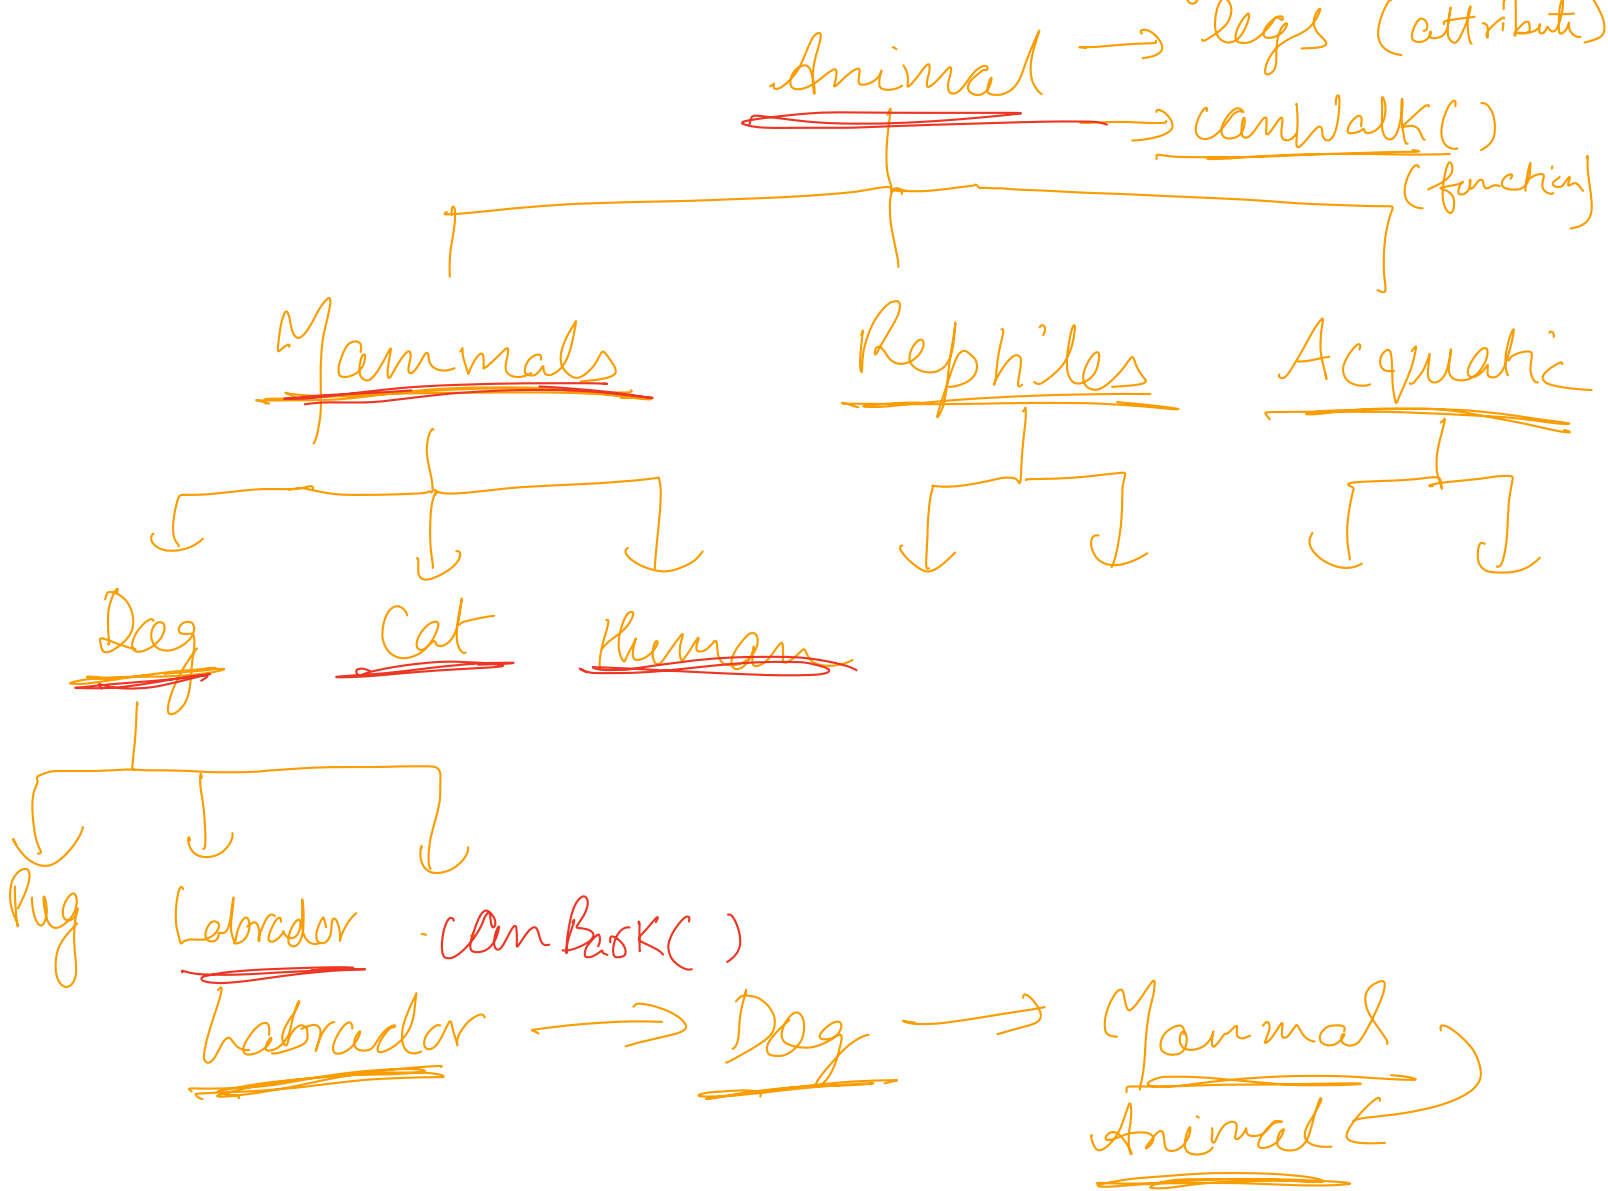 legs (attribute)
Animal
canWalk()
(function)
Mammals Reptiles Acquatic
Dog Cat Human
Pug Labrador canBark()
Labrador → Dog → Mammal
Animal